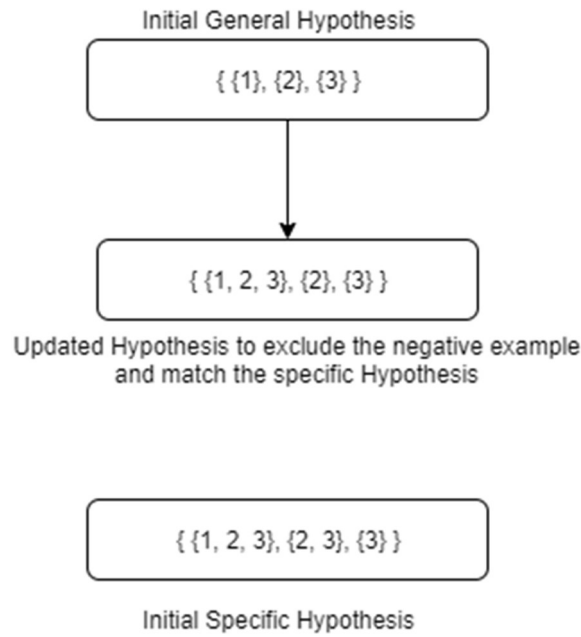 Initial General Hypothesis
{ {1}, {2}, {3} }
{ {1, 2, 3}, {2}, {3} }
Updated Hypothesis to exclude the negative example
and match the specific Hypothesis
{ {1, 2, 3}, {2, 3}, {3} }
Initial Specific Hypothesis